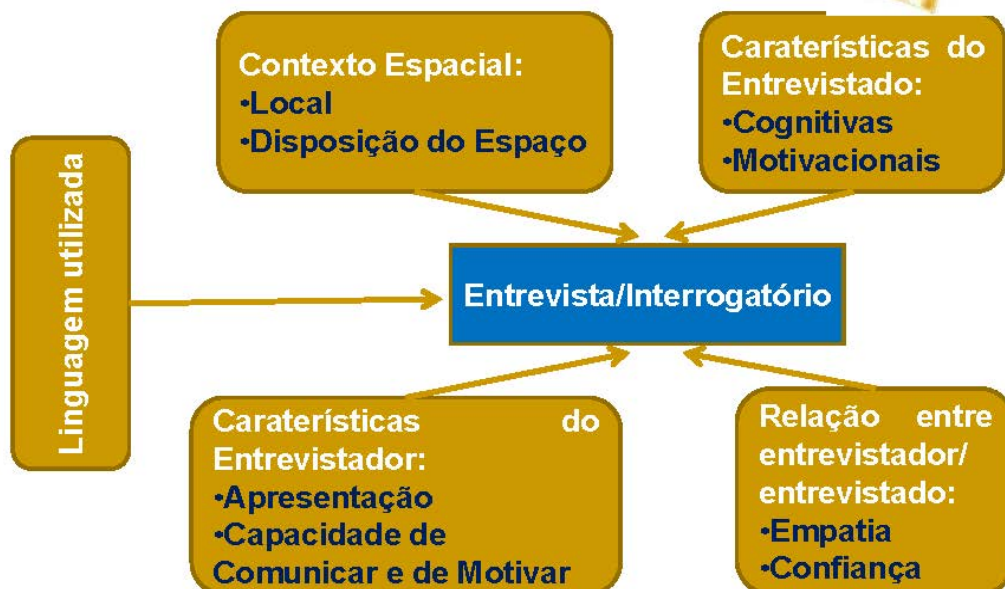 Contexto Espacial:
•Local
•Disposição do Espaço
Caraterísticas do
Entrevistado:
•Cognitivas
•Motivacionais
Linguagem utilizada
Entrevista/Interrogatório
Caraterísticas do
Entrevistador:
•Apresentação
•Capacidade de
Comunicar e de Motivar
Relação entre
entrevistador/
entrevistado:
•Empatia
•Confiança